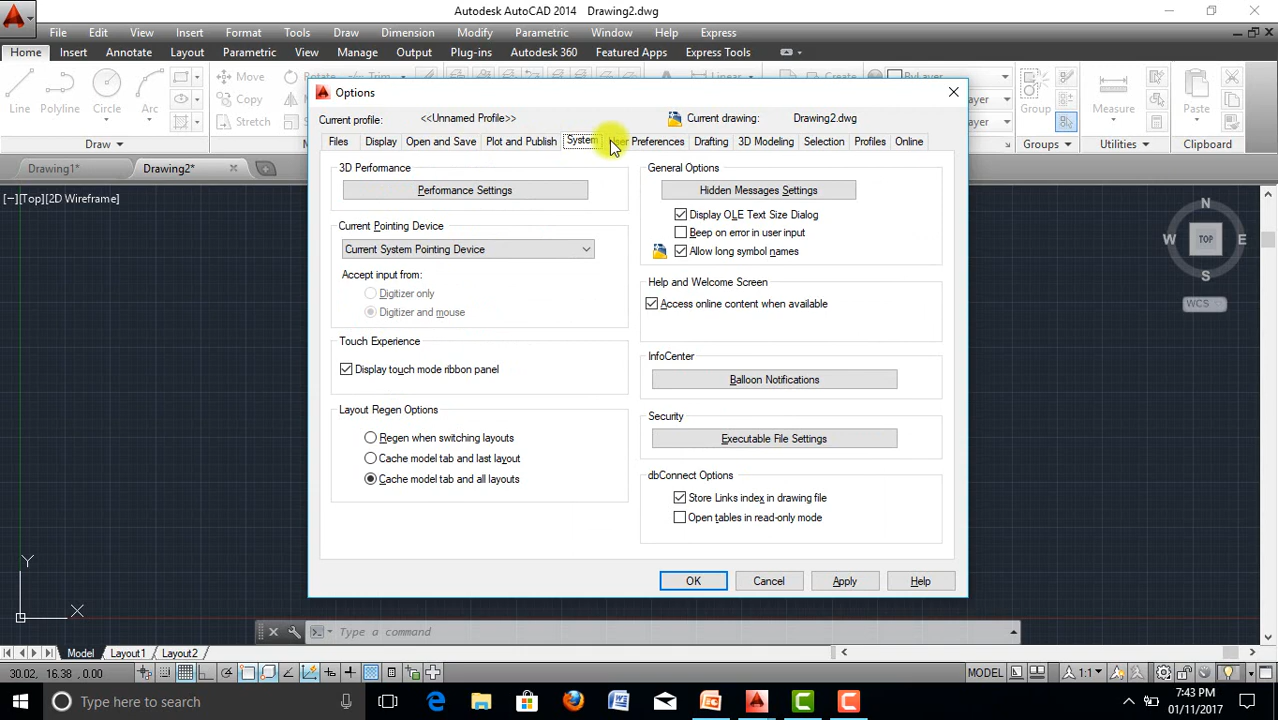 Autodesk AutoCAD 2014 Drawing2.dwg
File Edit View Insert Format Tools Draw Dimension Modify Parametric Window Help Express
Home Insert Annotate Layout Parametric View Manage Output Plug-ins Autodesk 360 Featured Apps Express Tools
Line Polyline Circle Arc
Move Rotate Trim
Copy
Stretch
Linear
ByLayer
Group
Measure
Paste
Groups
Clipboard
Drawing1* Drawing2*
[−][Top][2D Wireframe]
Options
Current profile: <<Unnamed Profile>> Current drawing: Drawing2.dwg
Files Display Open and Save Plot and Publish System User Preferences Drafting 3D Modeling Selection Profiles Online
3D Performance
Performance Settings
Current Pointing Device
Current System Pointing Device
Accept input from:
Digitizer only
Digitizer and mouse
Touch Experience
Display touch mode ribbon panel
Layout Regen Options
Regen when switching layouts
Cache model tab and last layout
Cache model tab and all layouts
General Options
Hidden Messages Settings
Display OLE Text Size Dialog
Beep on error in user input
Allow long symbol names
Help and Welcome Screen
Access online content when available
InfoCenter
Balloon Notifications
Security
Executable File Settings
dbConnect Options
Store Links index in drawing file
Open tables in read-only mode
OK Cancel Apply Help
N
W TOP E
S
WCS
Y
X
Type a command
Model Layout1 Layout2
30.02, 16.38 , 0.00
MODEL
1:1
Type here to search
7:43 PM
01/11/2017